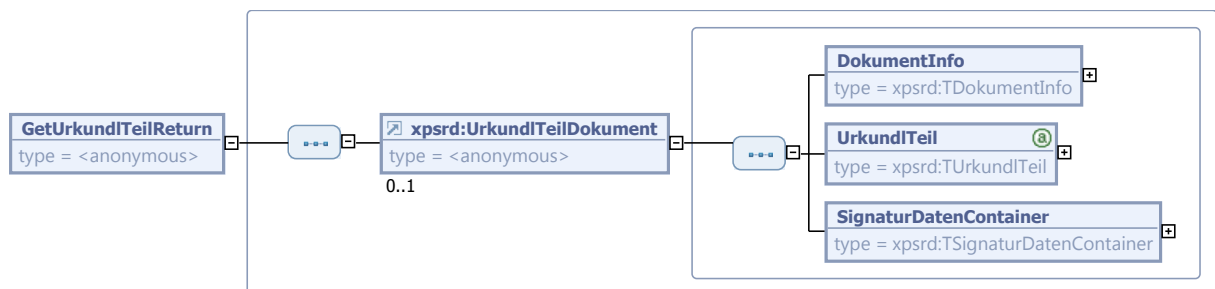 DokumentInfo
type = xpsrd:TDokumentInfo
GetUrkundlTeilReturn
type = <anonymous>
xpsrd:UrkundlTeilDokument
type = <anonymous>
0..1
UrkundlTeil
a
type = xpsrd:TUrkundlTeil
SignaturDatenContainer
type = xpsrd:TSignaturDatenContainer